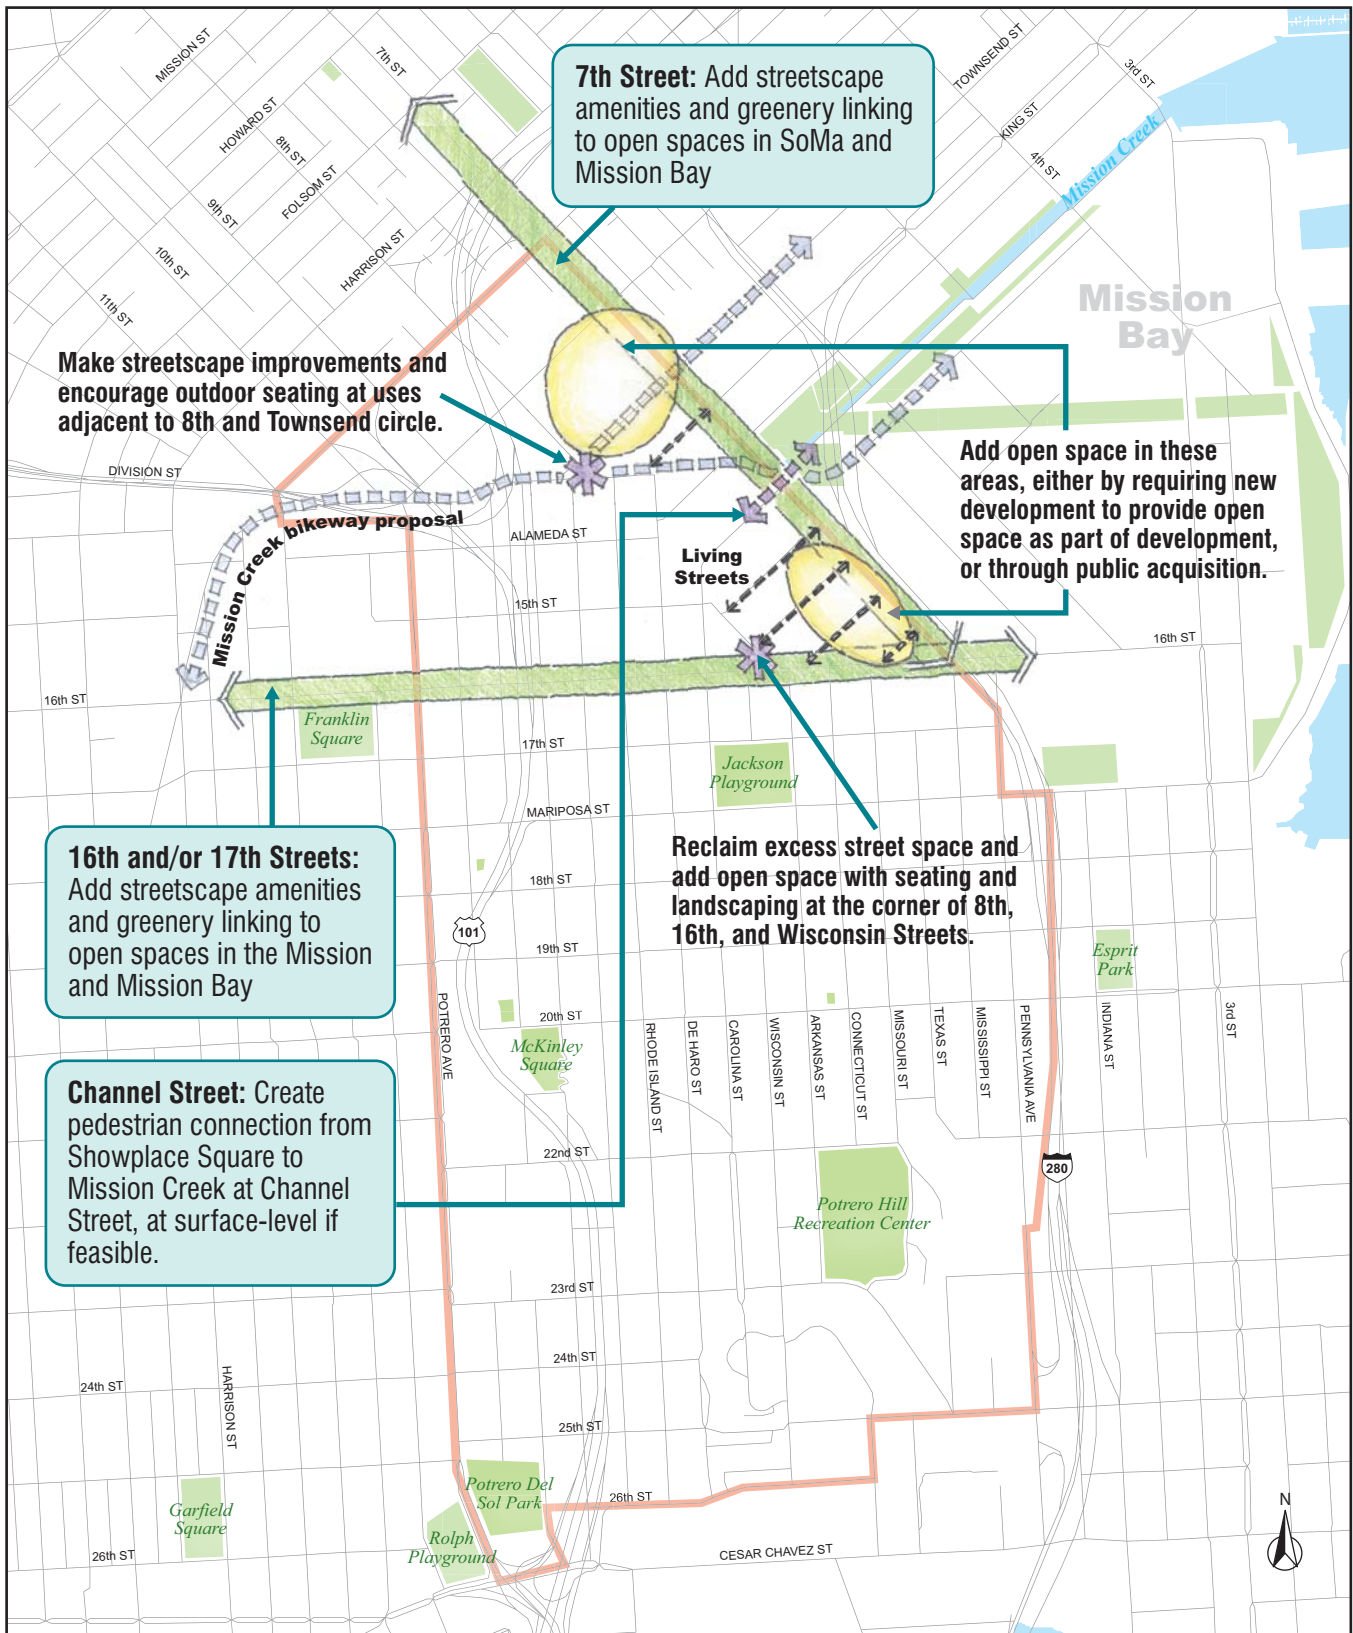 MISSION ST
7th ST
HOWARD ST
8th ST
FOLSOM ST
9th ST
HARRISON ST
10th ST
11th ST
TOWNSEND ST
3rd ST
KING ST
4th ST
Mission Creek
7th Street: Add streetscape
amenities and greenery linking
to open spaces in SoMa and
Mission Bay
Mission
Bay
Make streetscape improvements and
encourage outdoor seating at uses
adjacent to 8th and Townsend circle.
DIVISION ST
Mission Creek bikeway proposal
ALAMEDA ST
Living
Streets
15th ST
Add open space in these
areas, either by requiring new
development to provide open
space as part of development,
or through public acquisition.
16th ST
16th ST
Franklin
Square
17th ST
Jackson
Playground
MARIPOSA ST
Reclaim excess street space and
add open space with seating and
landscaping at the corner of 8th,
16th, and Wisconsin Streets.
16th and/or 17th Streets:
Add streetscape amenities
and greenery linking to
open spaces in the Mission
and Mission Bay
18th ST
101
19th ST
Esprit
Park
20th ST
POTRERO AVE
McKinley
Square
RHODE ISLAND ST
DE HARO ST
CAROLINA ST
WISCONSIN ST
ARKANSAS ST
CONNECTICUT ST
MISSOURI ST
TEXAS ST
MISSISSIPPI ST
PENNSYLVANIA AVE
INDIANA ST
3rd ST
Channel Street: Create
pedestrian connection from
Showplace Square to
Mission Creek at Channel
Street, at surface-level if
feasible.
22nd ST
280
Potrero Hill
Recreation Center
23rd ST
24th ST
24th ST
HARRISON ST
25th ST
Potrero Del
Sol Park
26th ST
Garfield
Square
Rolph
Playground
26th ST
CESAR CHAVEZ ST
N